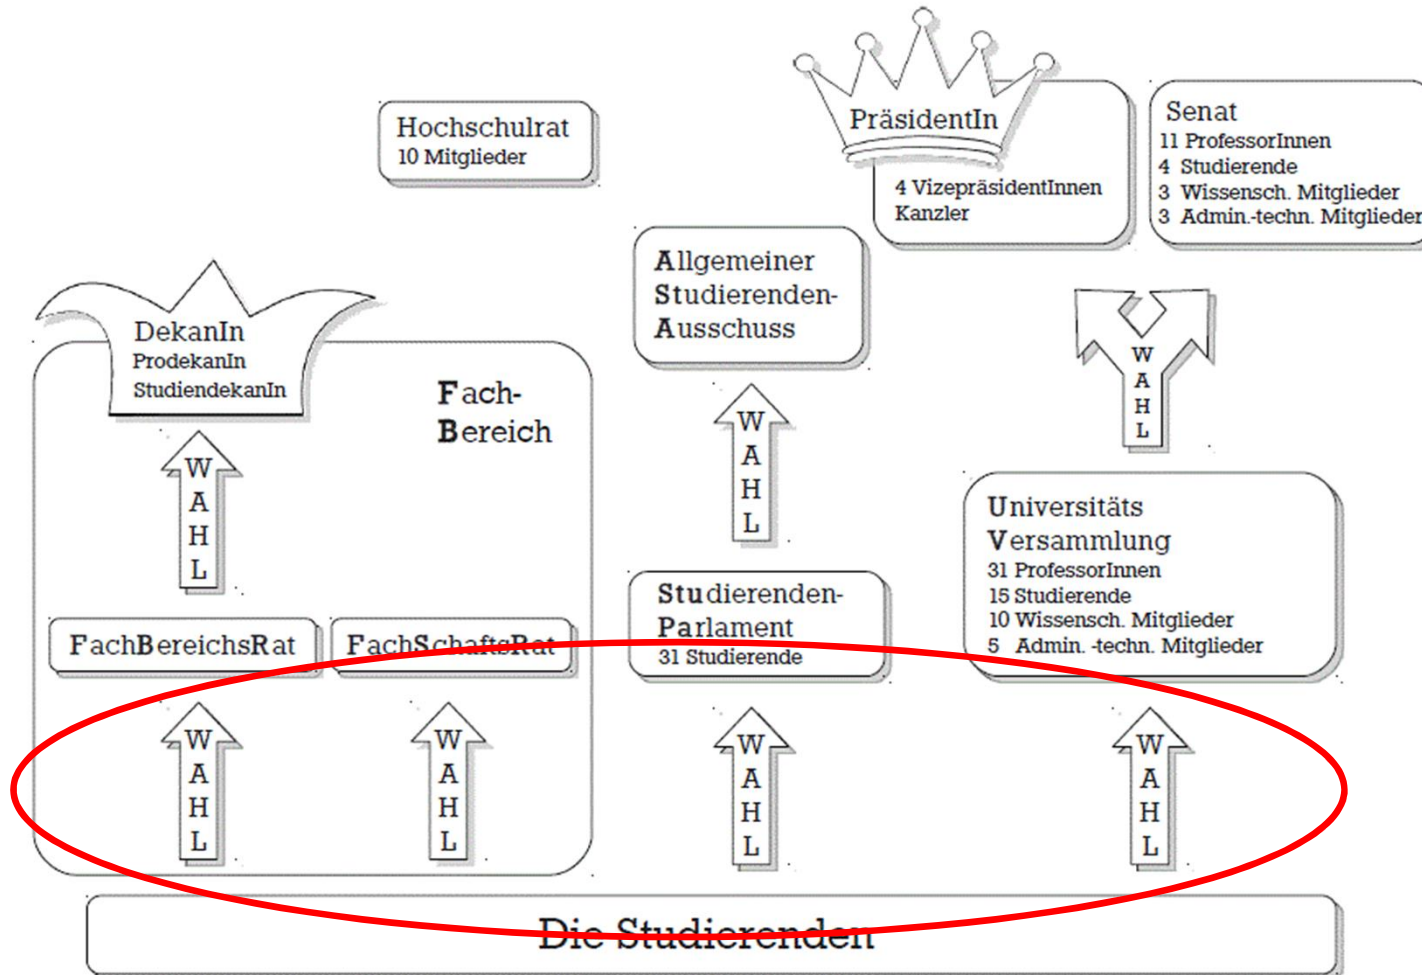 Hochschulrat
10 Mitglieder
PräsidentIn
4 VizepräsidentInnen
Kanzler
Senat
11 ProfessorInnen
4 Studierende
3 Wissensch. Mitglieder
3 Admin.-techn. Mitglieder
Allgemeiner
Studierenden-
Ausschuss
DekanIn
ProdekanIn
StudiendekanIn
Fach-
Bereich
WAHL
WAHL
WAHL
FachBereichsRat
FachSchaftsRat
Studierenden-
Parlament
31 Studierende
Universitäts
Versammlung
31 ProfessorInnen
15 Studierende
10 Wissensch. Mitglieder
5 Admin. -techn. Mitglieder
WAHL
WAHL
WAHL
WAHL
Die Studierenden